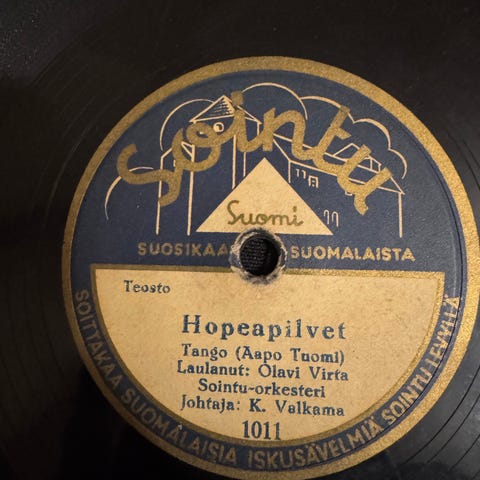 Sointu
Suomi
SUOSIKAA SUOMALAISTA
Teosto
Hopeapilvet
Tango (Aapo Tuomi)
Laulanut: Olavi Virta
Sointu-orkesteri
Johtaja: K. Valkama
1011
SOITTAKAA SUOMALAISIA ISKUSÄVELMIÄ SOINTU LEVYILLÄ